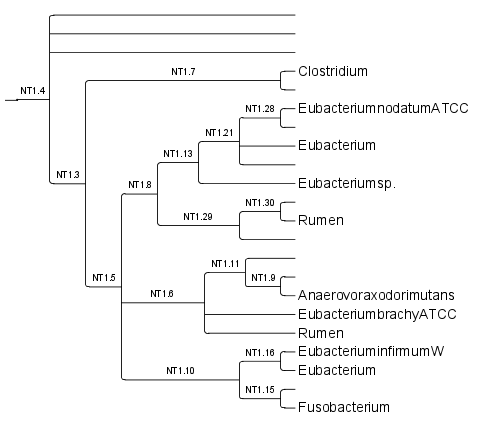 NT1.7
Clostridium
NT1.4
NT1.28
EubacteriumnodatumATCC
NT1.21
Eubacterium
NT1.13
NT1.3
NT1.8
Eubacteriumsp.
NT1.30
NT1.29
Rumen
NT1.11
NT1.5
NT1.9
NT1.6
Anaerovoraxodorimutans
EubacteriumbrachyATCC
Rumen
NT1.16
EubacteriuminfirmumW
NT1.10
Eubacterium
NT1.15
Fusobacterium